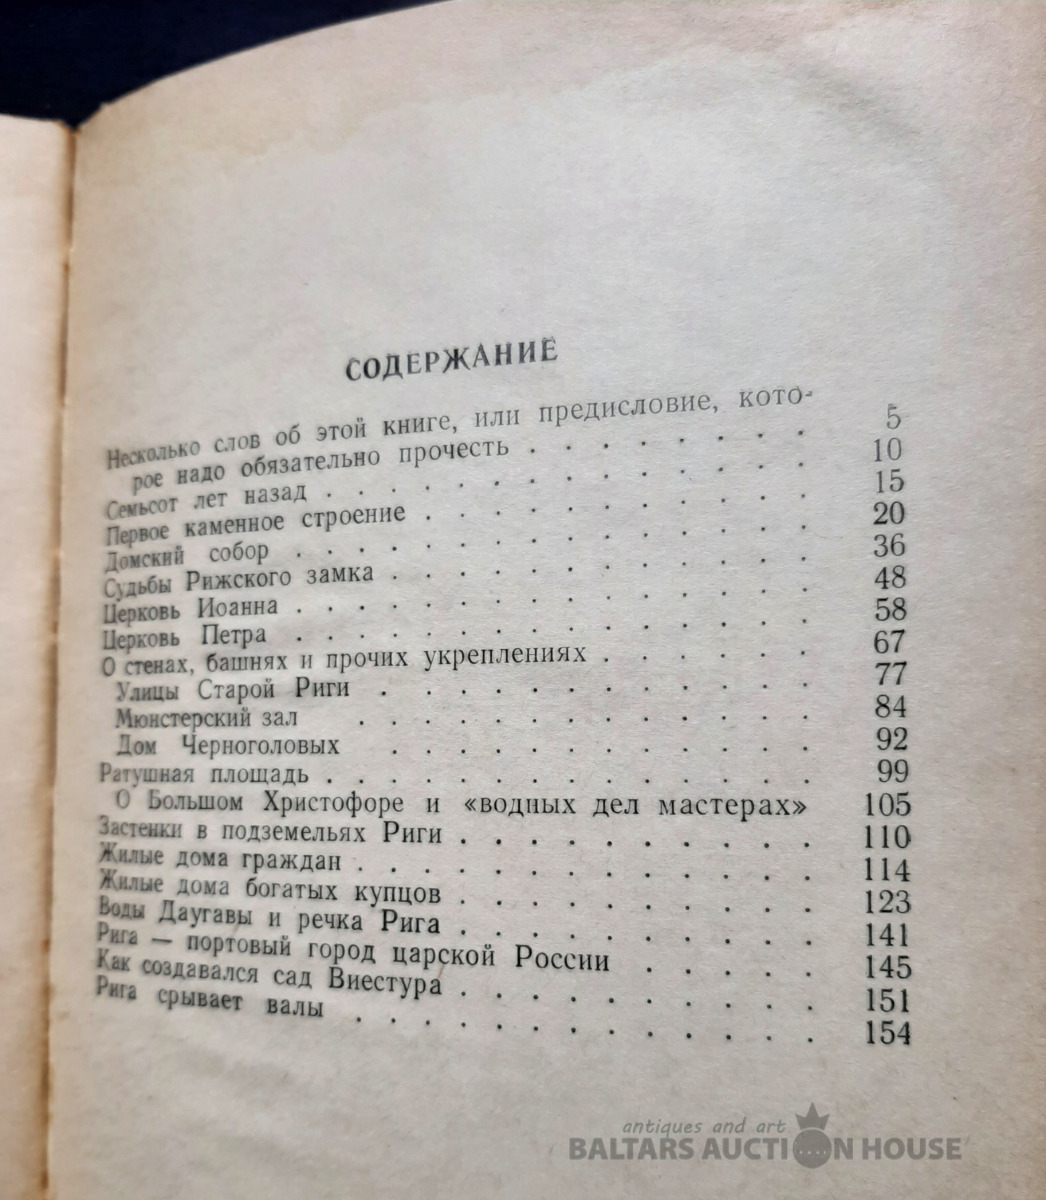 СОДЕРЖАНИЕ
Несколько слов об этой книге, или предисловие, кото-
рое надо обязательно прочесть . . . . . . . . 5
Семьсот лет назад . . . . . . . . . . . . . 10
Первое каменное строение . . . . . . . . . . 15
Домский собор . . . . . . . . . . . . . . 20
Судьбы Рижского замка . . . . . . . . . . . 36
Церковь Иоанна . . . . . . . . . . . . . . 48
Церковь Петра . . . . . . . . . . . . . . 58
О стенах, башнях и прочих укреплениях . . . . . . 67
Улицы Старой Риги . . . . . . . . . . . . 77
Мюнстерский зал . . . . . . . . . . . . 84
Дом Черноголовых . . . . . . . . . . . 92
Ратушная площадь . . . . . . . . . . . . . 99
О Большом Христофоре и «водных дел мастерах» 105
Застенки в подземельях Риги . . . . . . . . . 110
Жилые дома граждан . . . . . . . . . . . . 114
Жилые дома богатых купцов . . . . . . . . . 123
Воды Даугавы и речка Рига . . . . . . . . . 141
Рига — портовый город царской России . . . . . 145
Как создавался сад Виестура . . . . . . . . . 151
Рига срывает валы . . . . . . . . . . . . 154
antiques and art
BALTARS AUCTION HOUSE